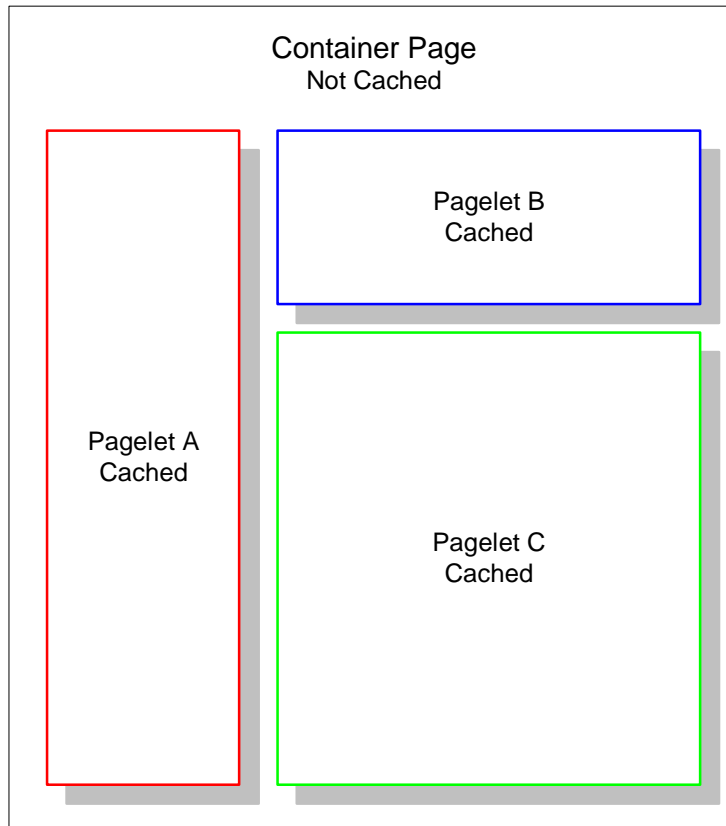 Container Page
Not Cached
Pagelet B
Cached
Pagelet A
Cached
Pagelet C
Cached